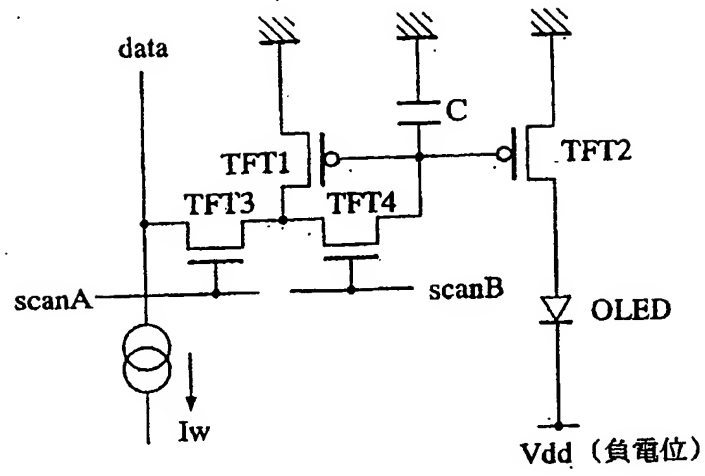 data
C
TFT1
TFT2
TFT3
TFT4
scanA
scanB
OLED
Iw
Vdd（負電位）